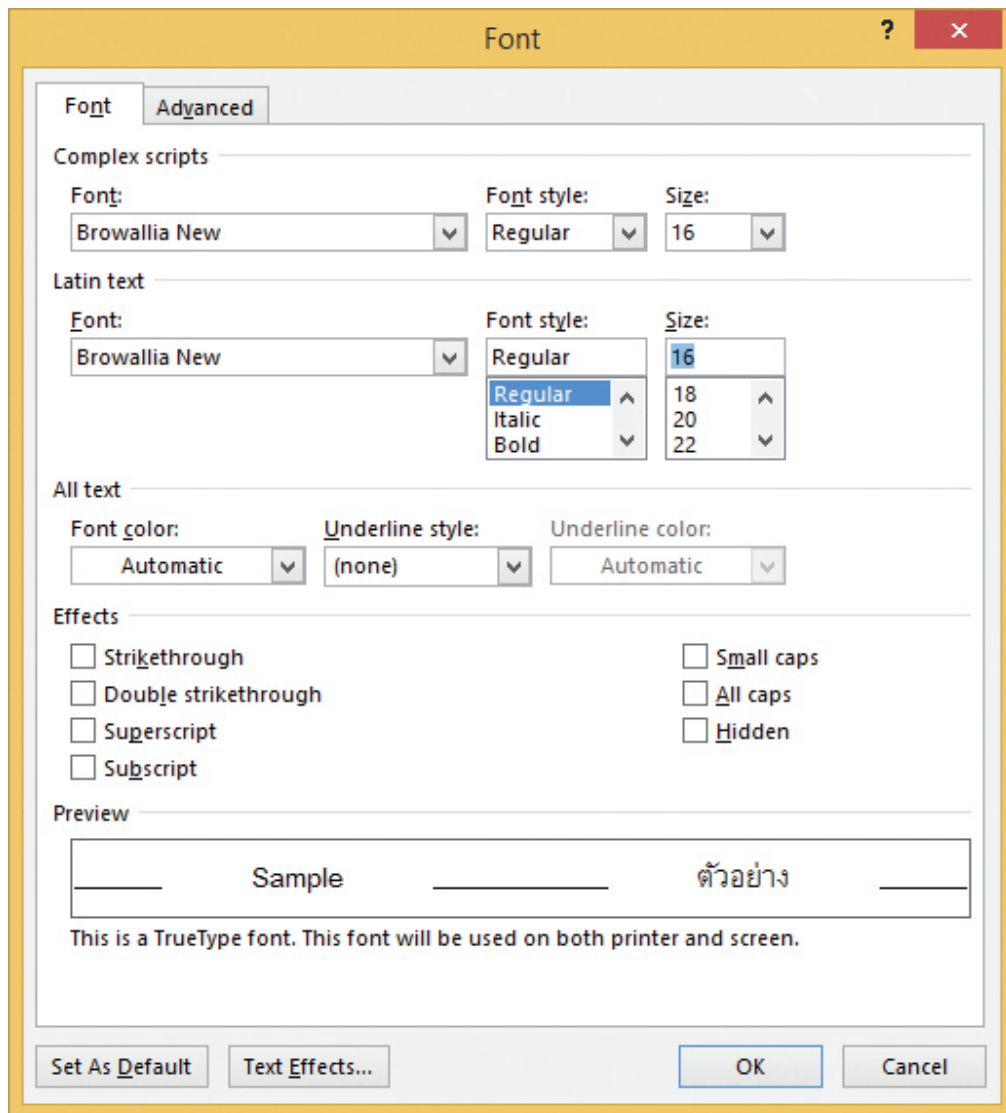 Font ?
Font Advanced
Complex scripts
Font: Font style: Size:
Browallia New Regular 16
Latin text
Font: Font style: Size:
Browallia New Regular 16
Regular 18
Italic 20
Bold 22
All text
Font color: Underline style: Underline color:
Automatic (none) Automatic
Effects
Strikethrough Small caps
Double strikethrough All caps
Superscript Hidden
Subscript
Preview
Sample ตัวอย่าง
This is a TrueType font. This font will be used on both printer and screen.
Set As Default Text Effects... OK Cancel